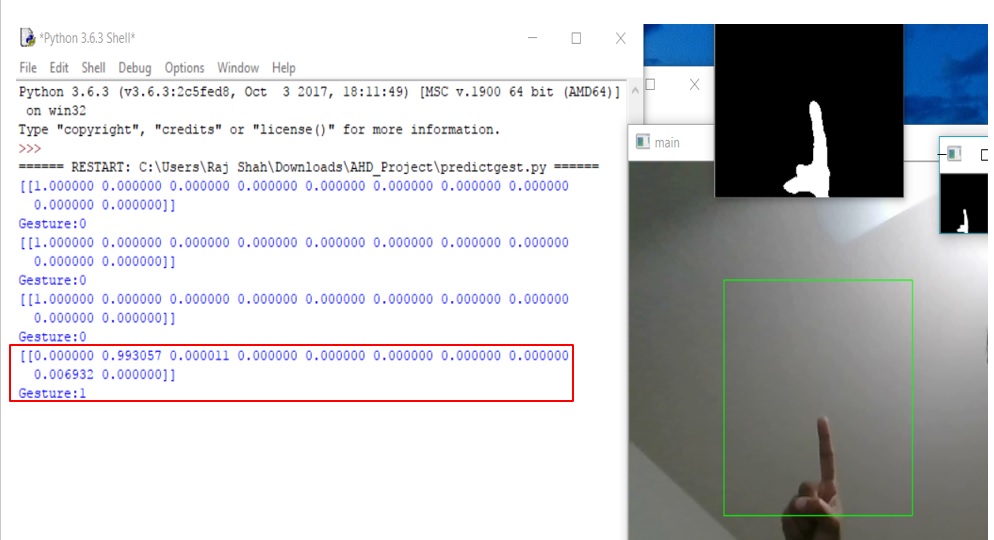 *Python 3.6.3 Shell*
File Edit Shell Debug Options Window Help
Python 3.6.3 (v3.6.3:2c5fed8, Oct  3 2017, 18:11:49) [MSC v.1900 64 bit (AMD64)]
 on win32
Type "copyright", "credits" or "license()" for more information.
>>>
====== RESTART: C:\Users\Raj Shah\Downloads\AHD_Project\predictgest.py ======
[[1.000000 0.000000 0.000000 0.000000 0.000000 0.000000 0.000000 0.000000
  0.000000 0.000000]]
Gesture:0
[[1.000000 0.000000 0.000000 0.000000 0.000000 0.000000 0.000000 0.000000
  0.000000 0.000000]]
Gesture:0
[[1.000000 0.000000 0.000000 0.000000 0.000000 0.000000 0.000000 0.000000
  0.000000 0.000000]]
Gesture:0
[[0.000000 0.993057 0.000011 0.000000 0.000000 0.000000 0.000000 0.000000
  0.006932 0.000000]]
Gesture:1
main